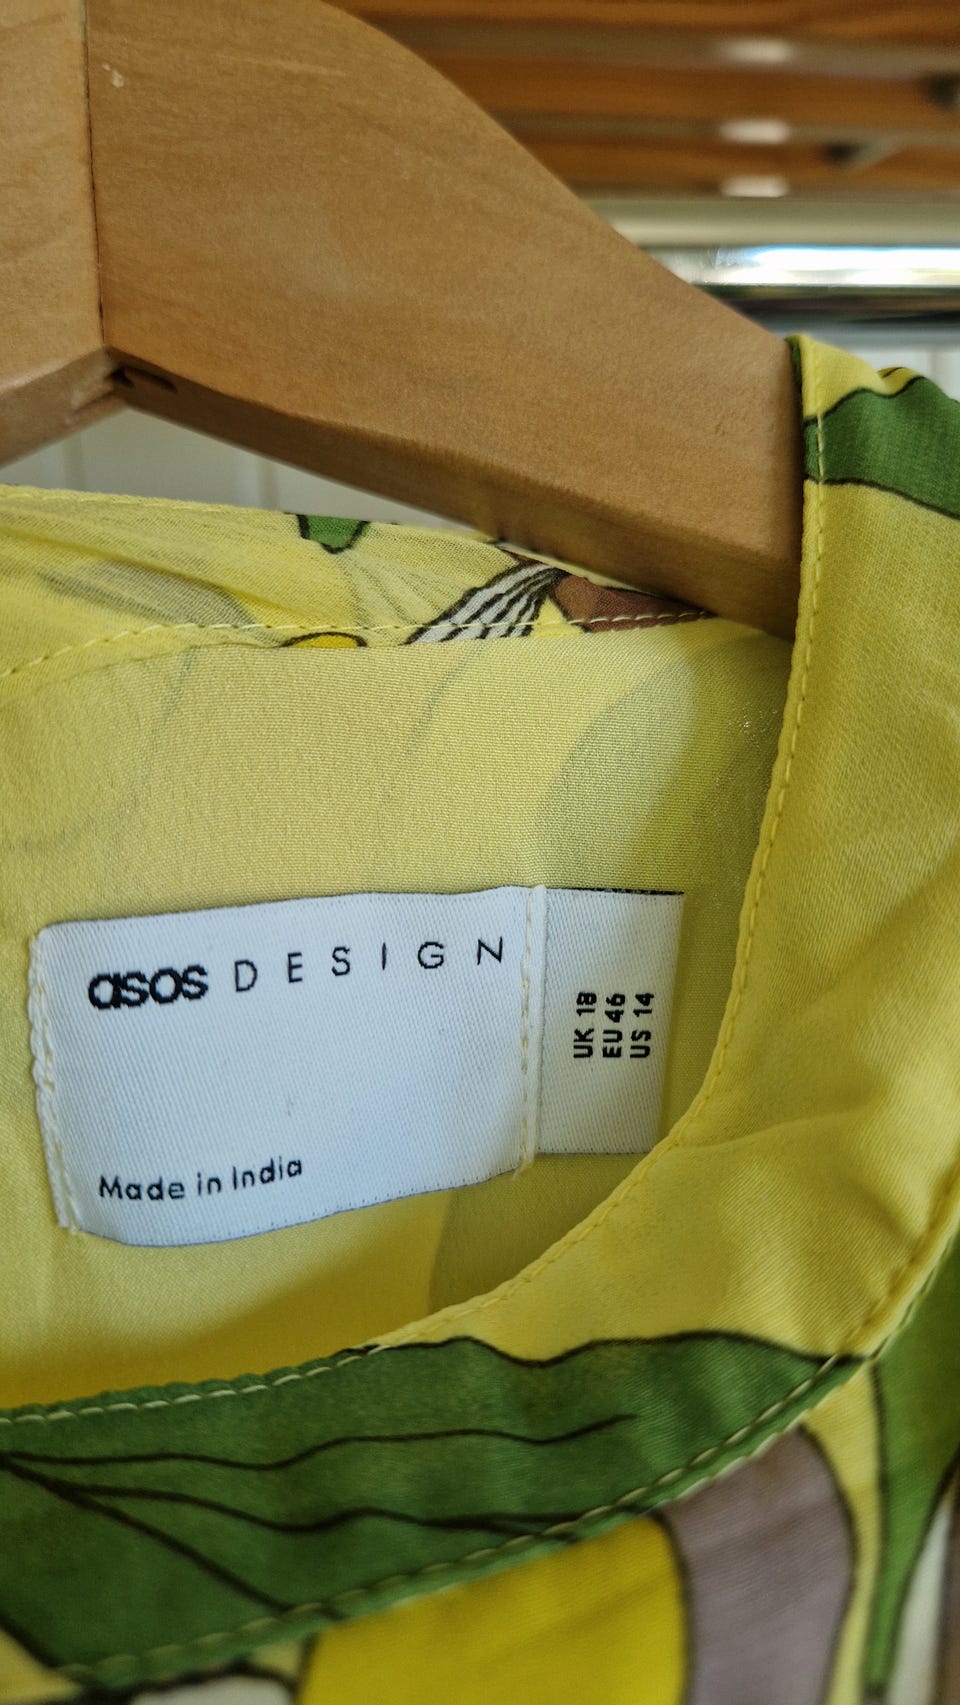 asos DESIGN
Made in India
UK 18
EU 46
US 14